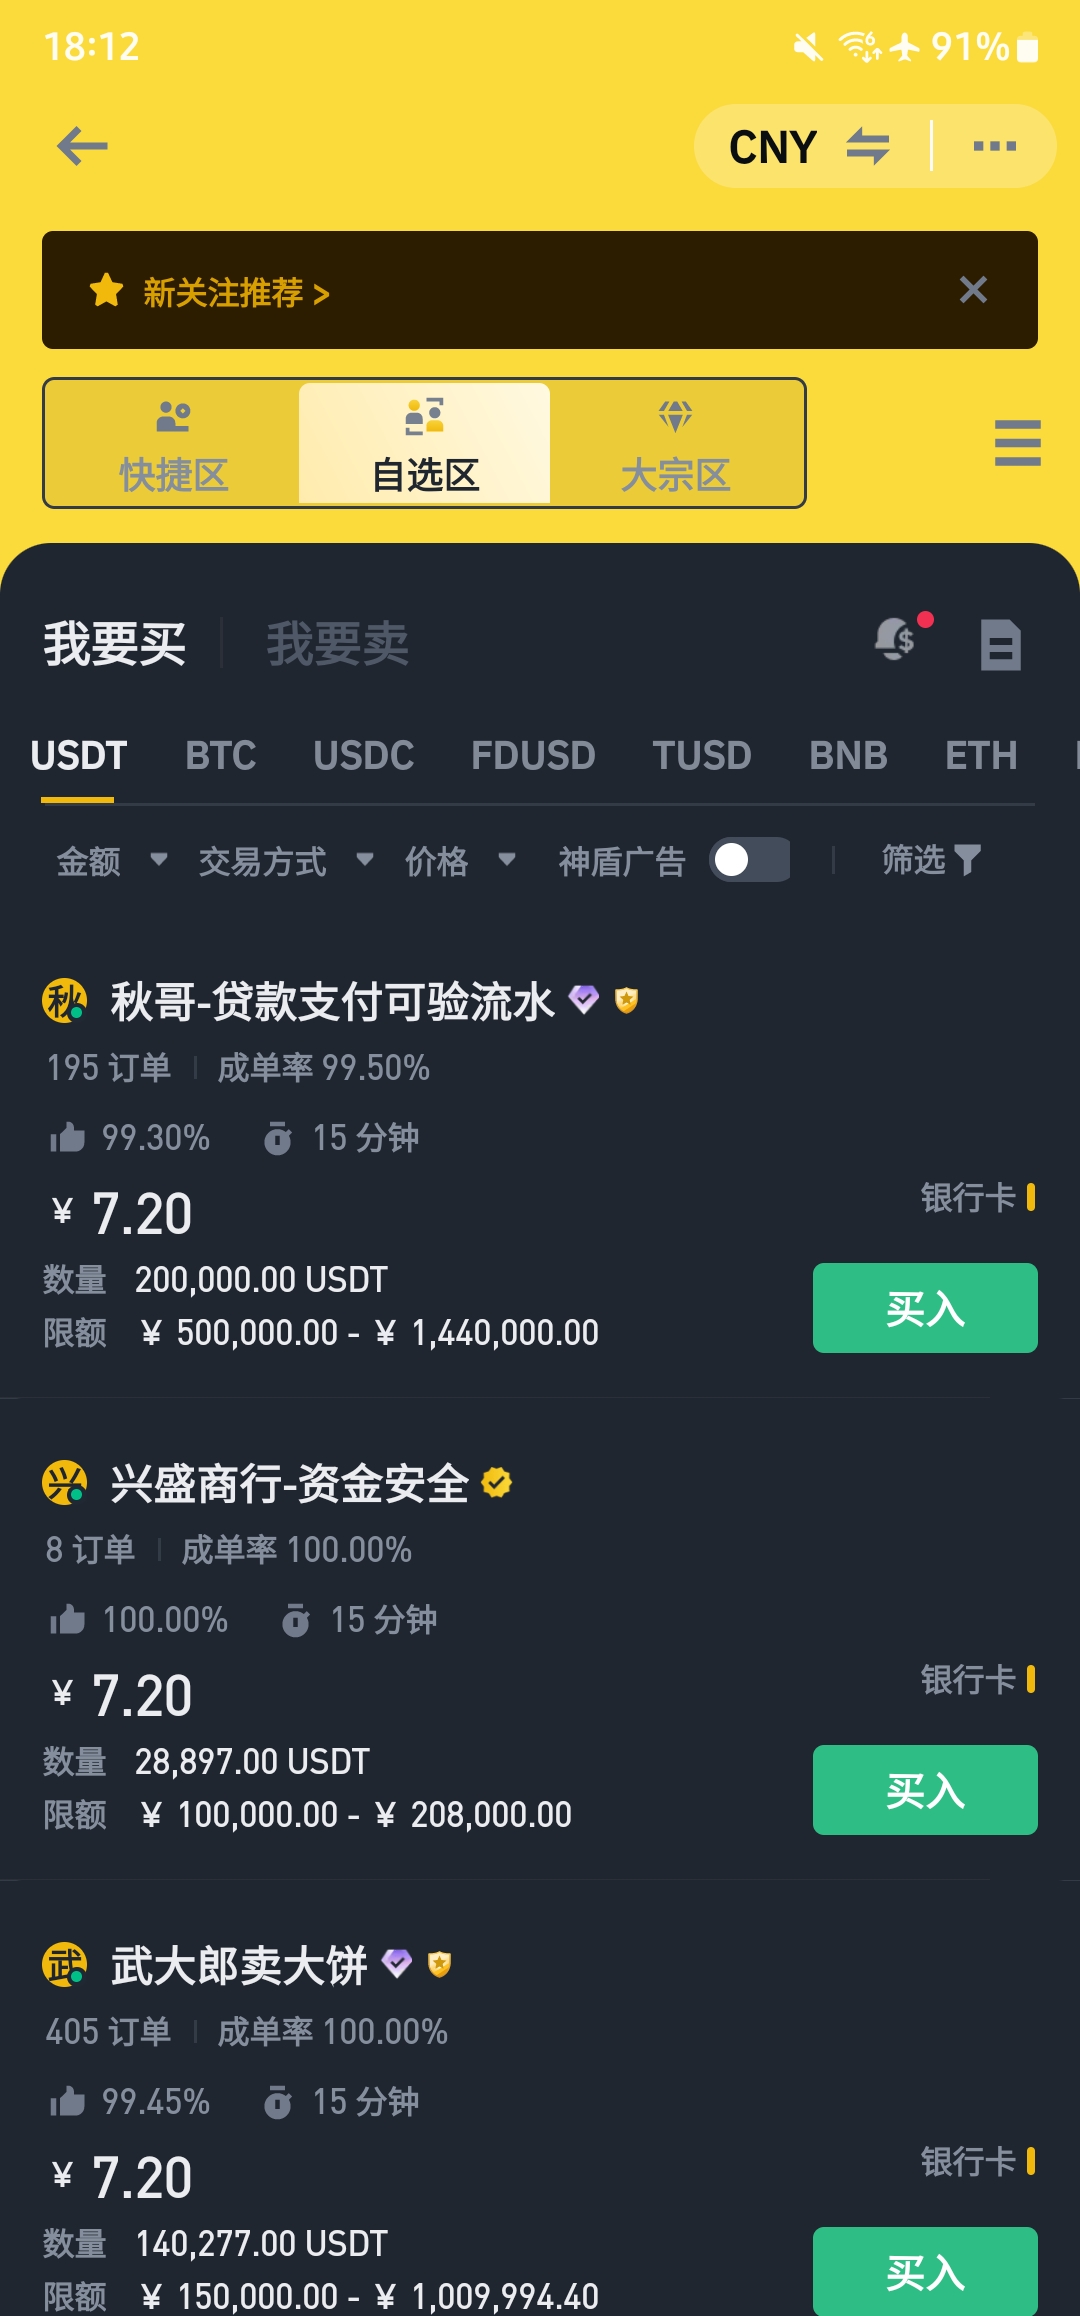 18:12
6 91%
CNY
新关注推荐 >
快捷区 自选区 大宗区
我要买 我要卖
USDT BTC USDC FDUSD TUSD BNB ETH
金额 交易方式 价格 神盾广告 筛选
秋 秋哥-贷款支付可验流水
195 订单 成单率 99.50%
99.30% 15 分钟
¥ 7.20
银行卡
数量 200,000.00 USDT
限额 ¥ 500,000.00 - ¥ 1,440,000.00
买入
兴 兴盛商行-资金安全
8 订单 成单率 100.00%
100.00% 15 分钟
¥ 7.20
银行卡
数量 28,897.00 USDT
限额 ¥ 100,000.00 - ¥ 208,000.00
买入
武 武大郎卖大饼
405 订单 成单率 100.00%
99.45% 15 分钟
¥ 7.20
银行卡
数量 140,277.00 USDT
限额 ¥ 150,000.00 - ¥ 1,009,994.40
买入